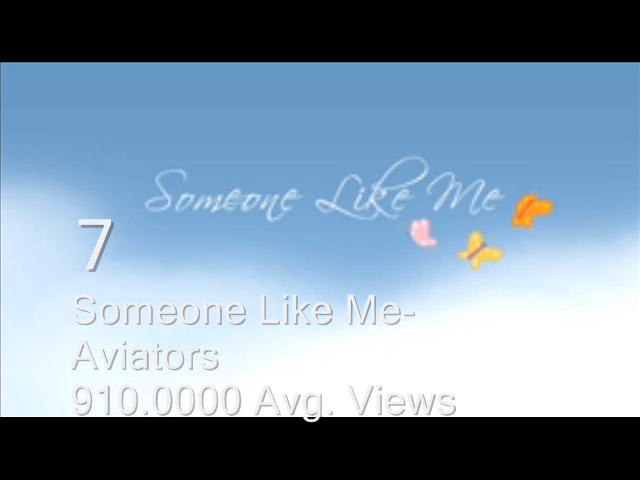 Someone Like Me
7
Someone Like Me-
Aviators
910.0000 Avg. Views